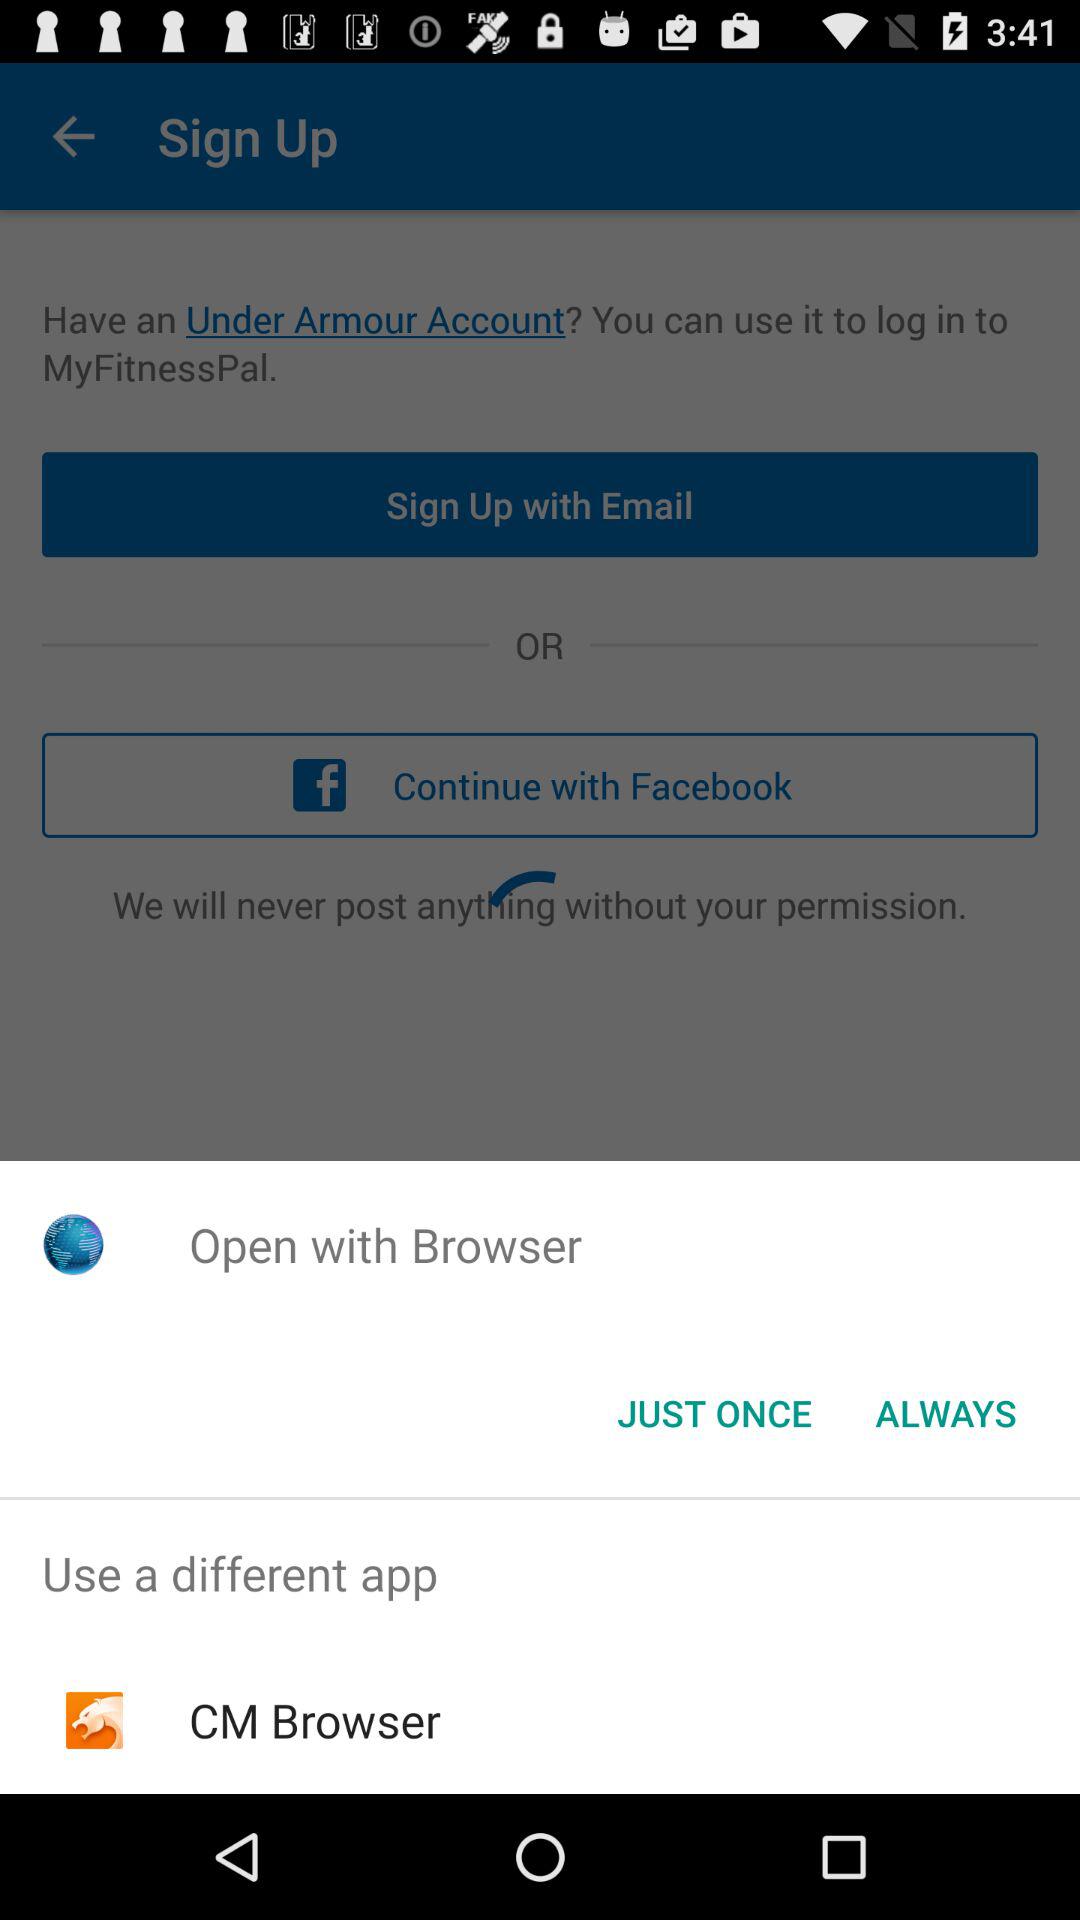 FAKE
3:41
Sign Up
Have an Under Armour Account? You can use it to log in to
MyFitnessPal.
Sign Up with Email
OR
Continue with Facebook
We will never post anything without your permission.
Open with Browser
JUST ONCE ALWAYS
Use a different app
CM Browser